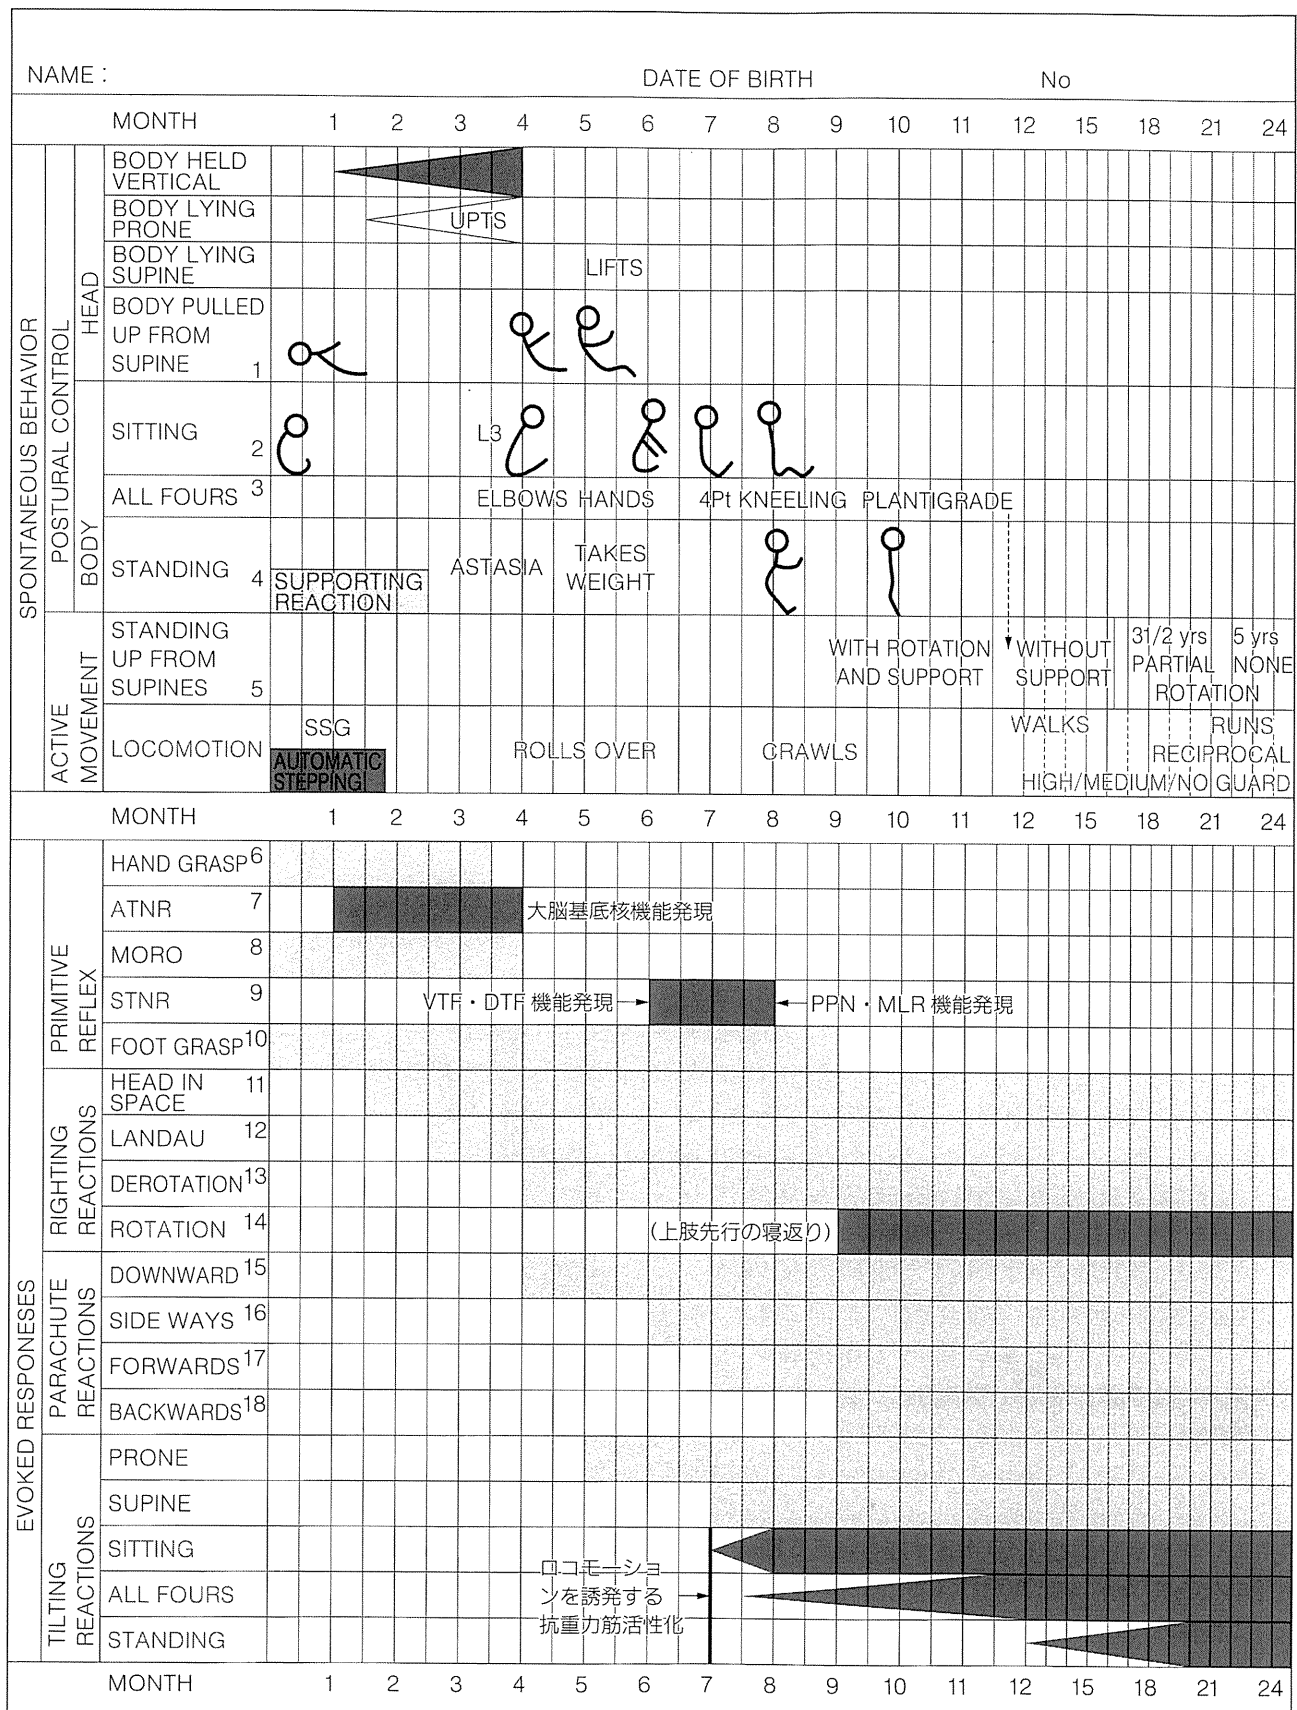 NAME : DATE OF BIRTH No
MONTH 1 2 3 4 5 6 7 8 9 10 11 12 15 18 21 24
SPONTANEOUS BEHAVIOR
POSTURAL CONTROL
HEAD
BODY HELD
VERTICAL
BODY LYING
PRONE
UPTS
BODY LYING
SUPINE
LIFTS
BODY PULLED
UP FROM
SUPINE 1
BODY
SITTING 2
L3
ALL FOURS 3
ELBOWS HANDS 4Pt KNEELING PLANTIGRADE
STANDING 4
SUPPORTING
REACTION
ASTASIA
TAKES
WEIGHT
ACTIVE
MOVEMENT
STANDING
UP FROM
SUPINES 5
WITH ROTATION
AND SUPPORT
WITHOUT
SUPPORT
31/2 yrs 5 yrs
PARTIAL NONE
ROTATION
LOCOMOTION
SSG
AUTOMATIC
STEPPING
ROLLS OVER
CRAWLS
WALKS RUNS
RECIPROCAL
HIGH/MEDIUM/NO GUARD
MONTH 1 2 3 4 5 6 7 8 9 10 11 12 15 18 21 24
EVOKED RESPONESES
PRIMITIVE
REFLEX
HAND GRASP 6
ATNR 7
大脳基底核機能発現
MORO 8
STNR 9
VTF・DTF 機能発現
PPN・MLR 機能発現
FOOT GRASP 10
RIGHTING
REACTIONS
HEAD IN
SPACE 11
LANDAU 12
DEROTATION 13
ROTATION 14
(上肢先行の寝返り)
PARACHUTE
REACTIONS
DOWNWARD 15
SIDE WAYS 16
FORWARDS 17
BACKWARDS 18
TILTING
REACTIONS
PRONE
SUPINE
SITTING
ALL FOURS
STANDING
ロコモーショ
ンを誘発する
抗重力筋活性化
MONTH 1 2 3 4 5 6 7 8 9 10 11 12 15 18 21 24